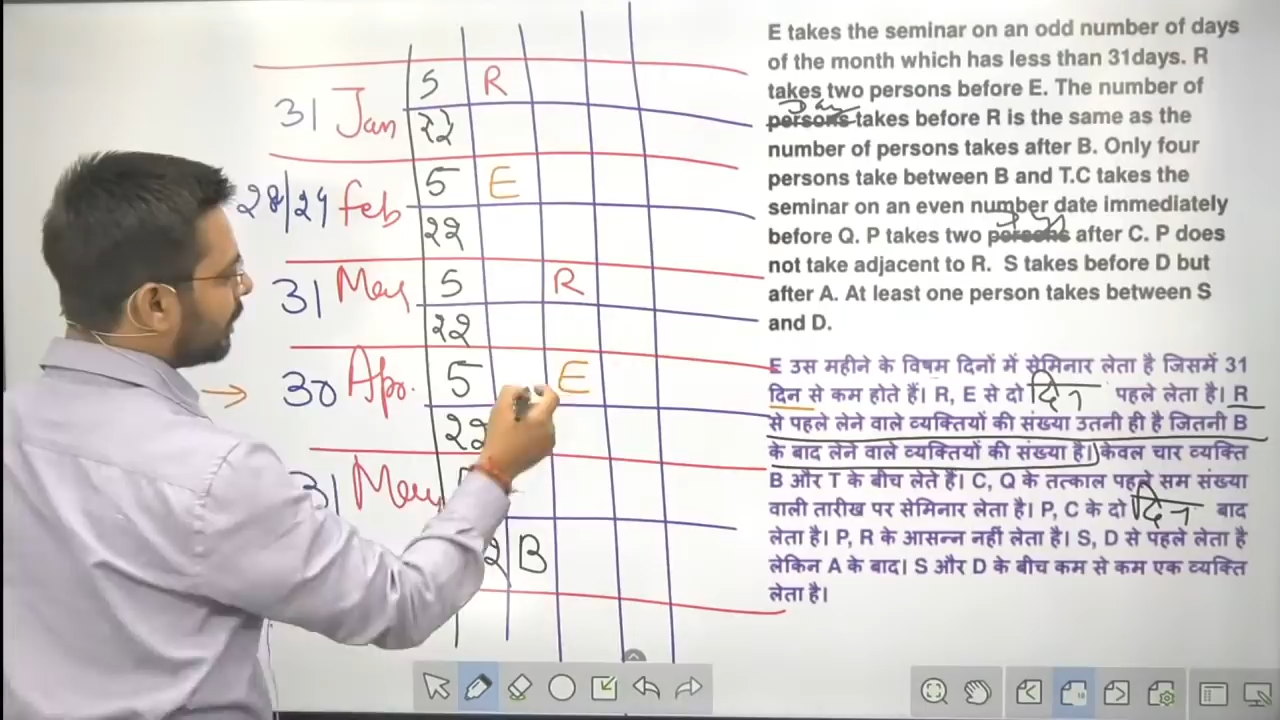 E takes the seminar on an odd number of days
of the month which has less than 31days. R
takes two persons before E. The number of
Day
persons takes before R is the same as the
number of persons takes after B. Only four
persons take between B and T.C takes the
seminar on an even number date immediately
before Q. P takes two persons after C. P does
not take adjacent to R. S takes before D but
after A. At least one person takes between S
and D.
E उस महीने के विषम दिनों में सेमिनार लेता है जिसमें 31
दिन से कम होते हैं। R, E से दो दिन पहले लेता है। R
से पहले लेने वाले व्यक्तियों की संख्या उतनी ही है जितनी B
के बाद लेने वाले व्यक्तियों की संख्या है। केवल चार व्यक्ति
B और T के बीच लेते हैं। C, Q के तत्काल पहले सम संख्या
वाली तारीख पर सेमिनार लेता है। P, C के दो दिन बाद
लेता है। P, R के आसन्न नहीं लेता है। S, D से पहले लेता है
लेकिन A के बाद। S और D के बीच कम से कम एक व्यक्ति
लेता है।
31 Jan 5 R
22
28/29 feb 5 E
22
31 5 R
22
→ 30 Apr. 5 E
22
31
B